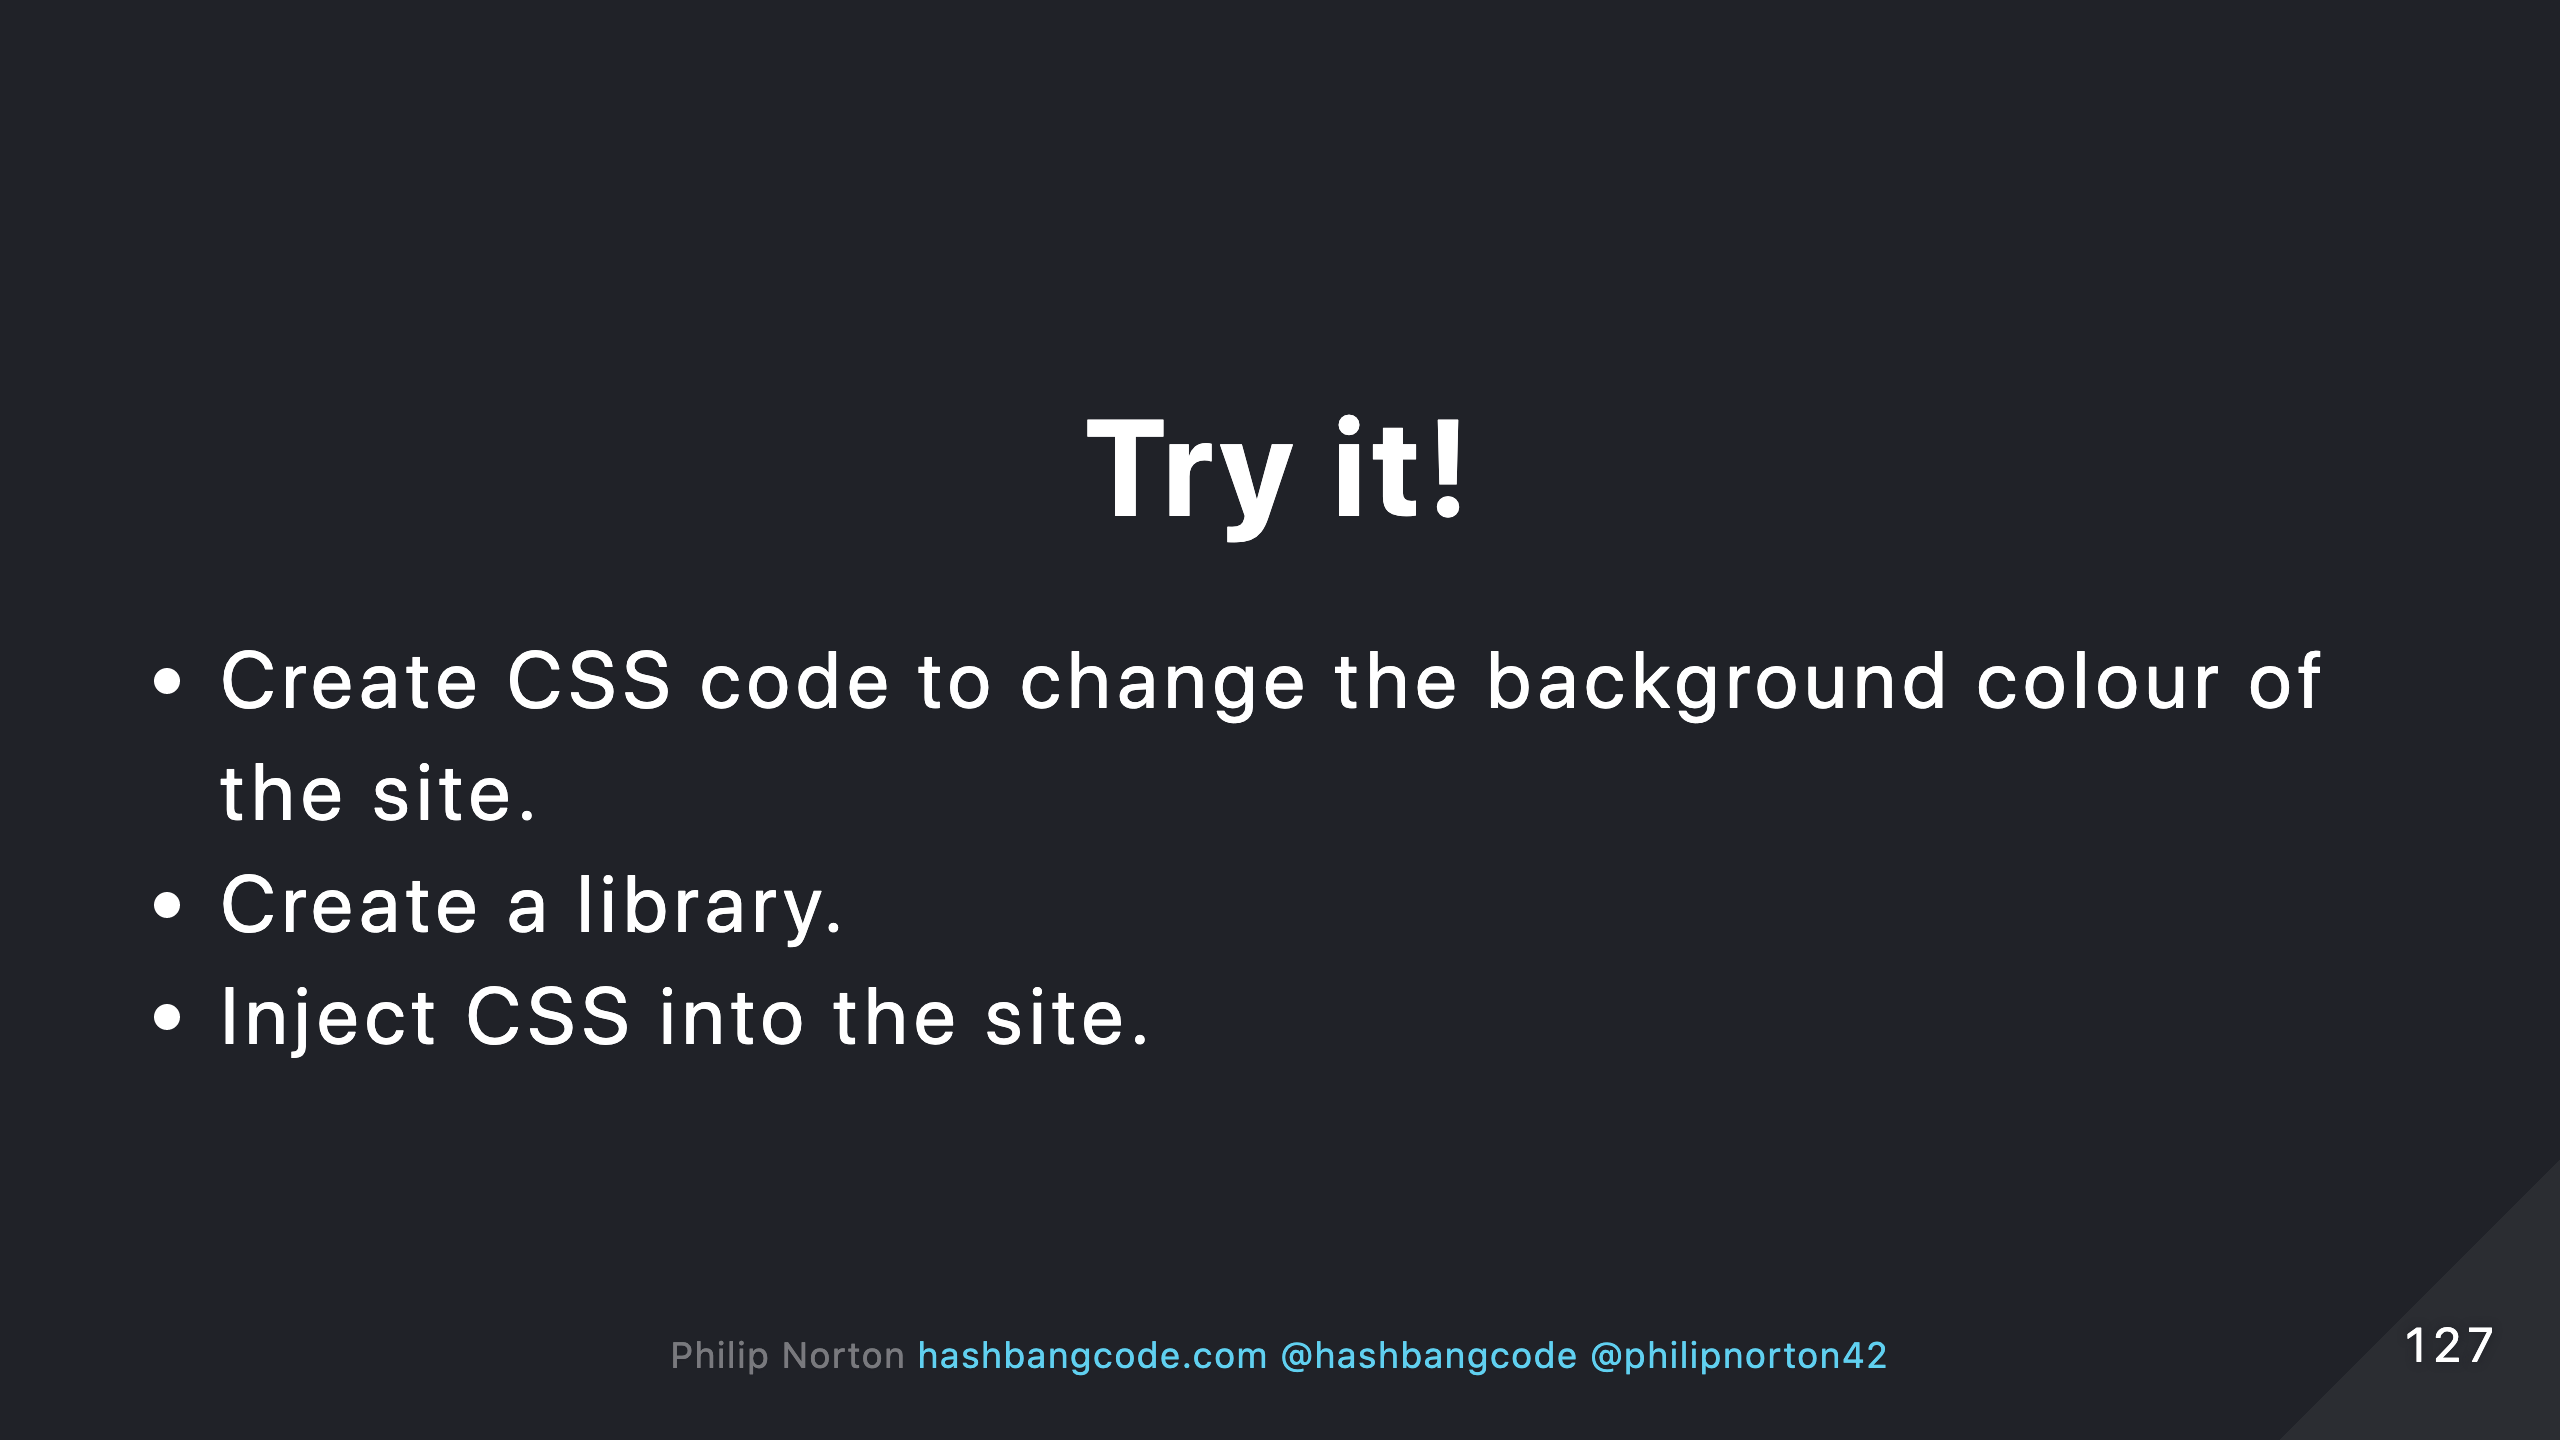 Try it!
• Create CSS code to change the background colour of
the site.
• Create a library.
• Inject CSS into the site.
Philip Norton hashbangcode.com @hashbangcode @philipnorton42
127